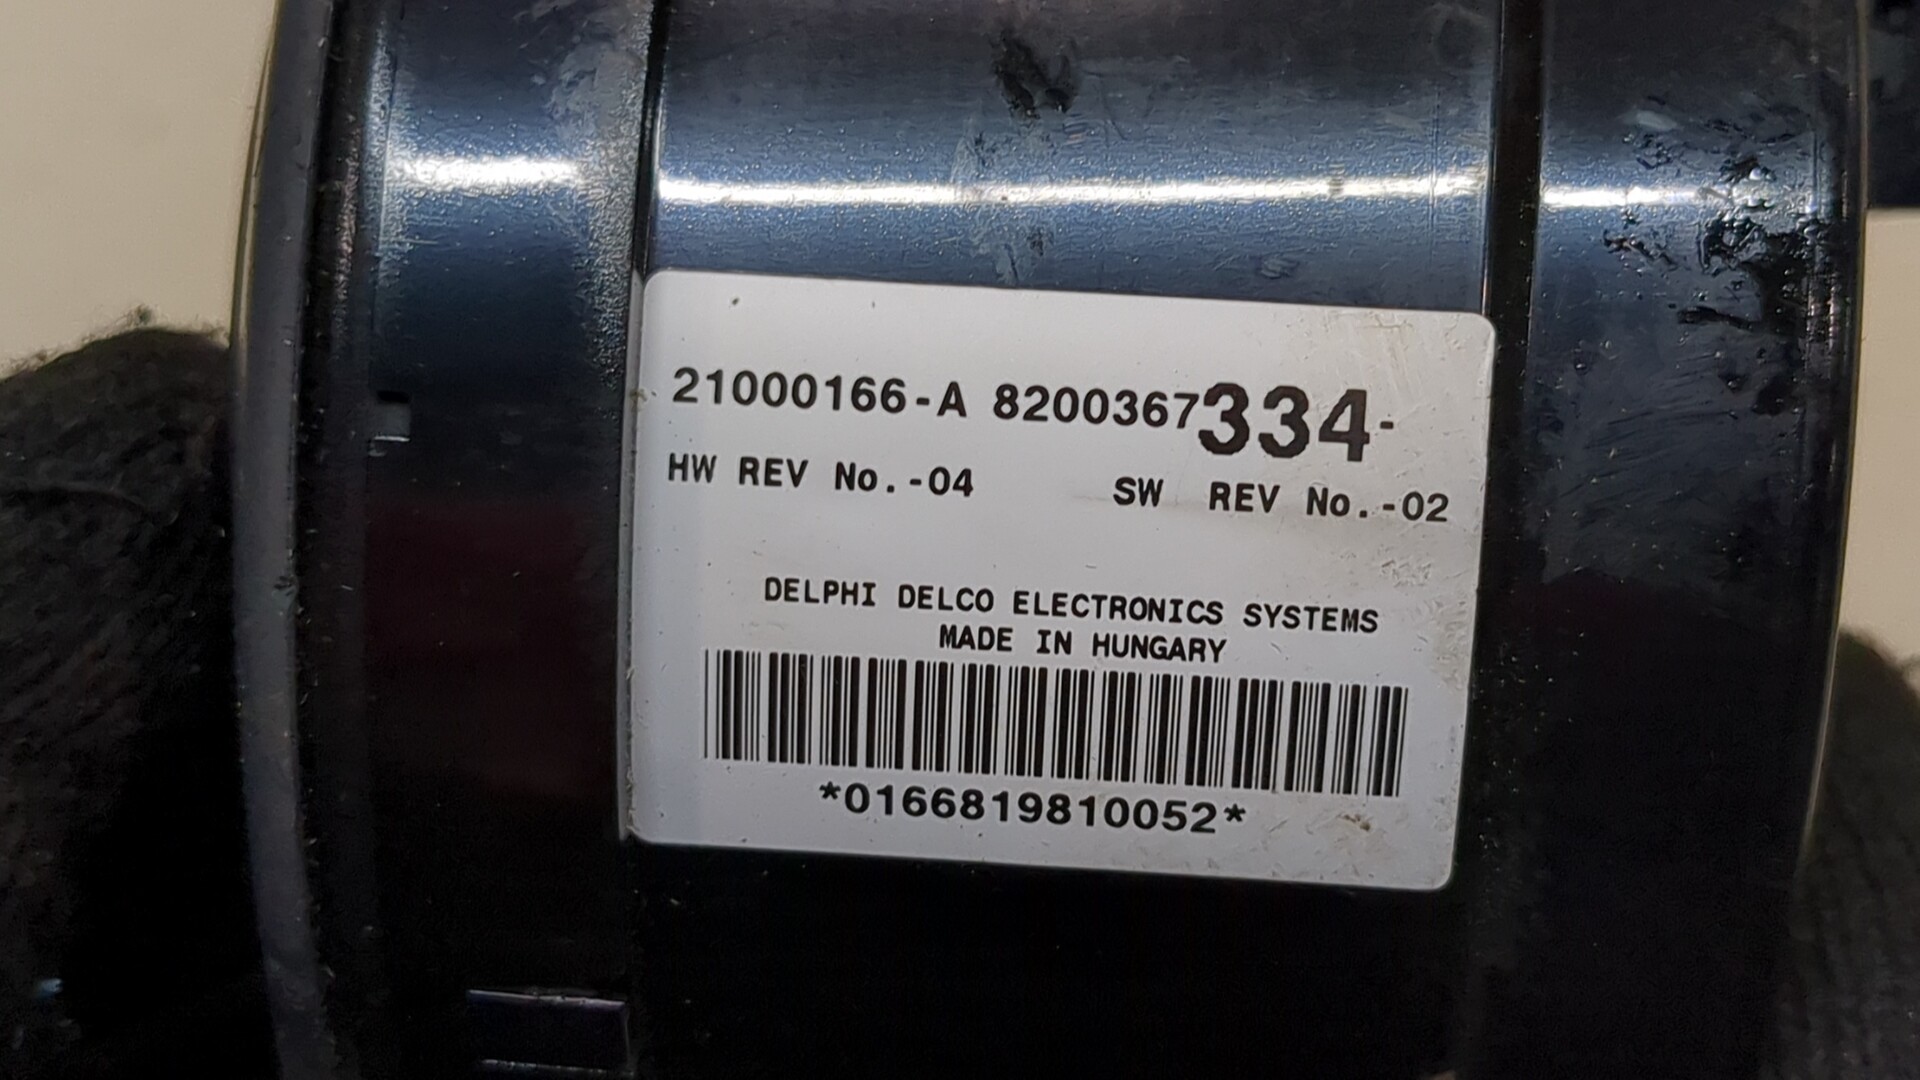 21000166-A 8200367334-
HW REV No.-04 SW REV No.-02
DELPHI DELCO ELECTRONICS SYSTEMS
MADE IN HUNGARY
*0166819810052*